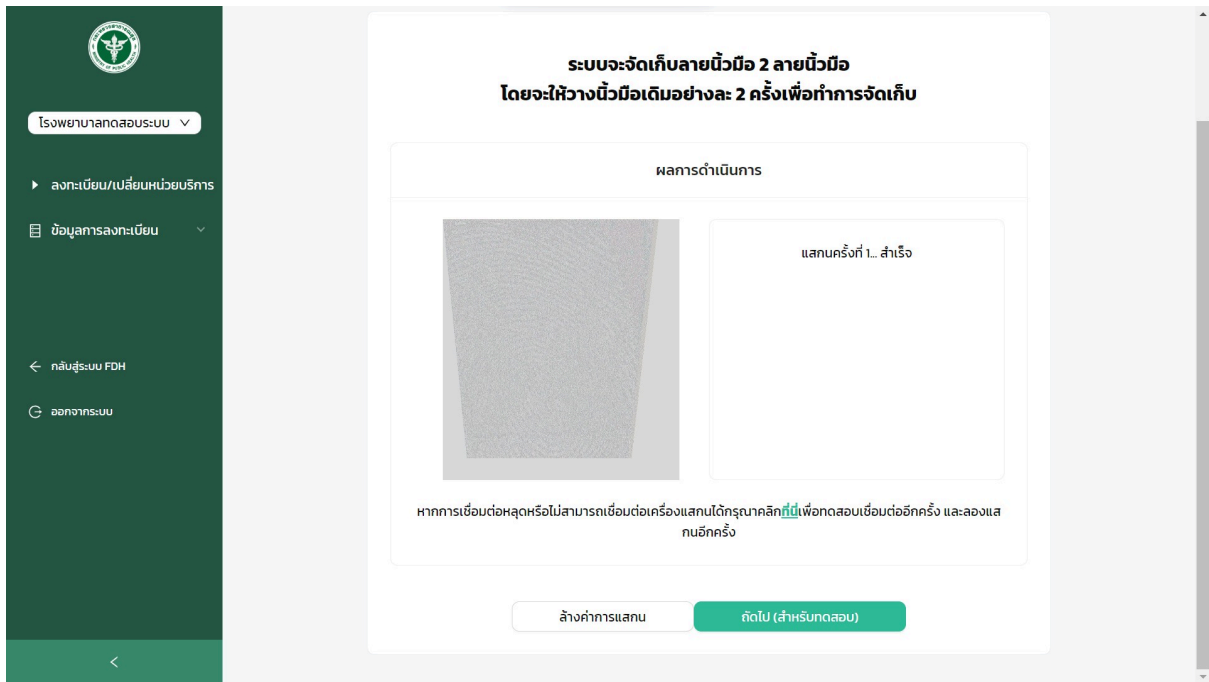 โรงพยาบาลทดสอบระบบ
ลงทะเบียน/เปลี่ยนหน่วยบริการ
ข้อมูลการลงทะเบียน
กลับสู่ระบบ FDH
ออกจากระบบ
ระบบจะจัดเก็บลายนิ้วมือ 2 ลายนิ้วมือ
โดยจะให้วางนิ้วมือเดิมอย่างละ 2 ครั้งเพื่อทำการจัดเก็บ
ผลการดำเนินการ
แสกนครั้งที่ 1... สำเร็จ
หากการเชื่อมต่อหลุดหรือไม่สามารถเชื่อมต่อเครื่องแสกนได้กรุณาคลิกที่นี่เพื่อทดสอบเชื่อมต่ออีกครั้ง และลองแส
กนอีกครั้ง
ล้างค่าการแสกน
ถัดไป (สำหรับทดสอบ)